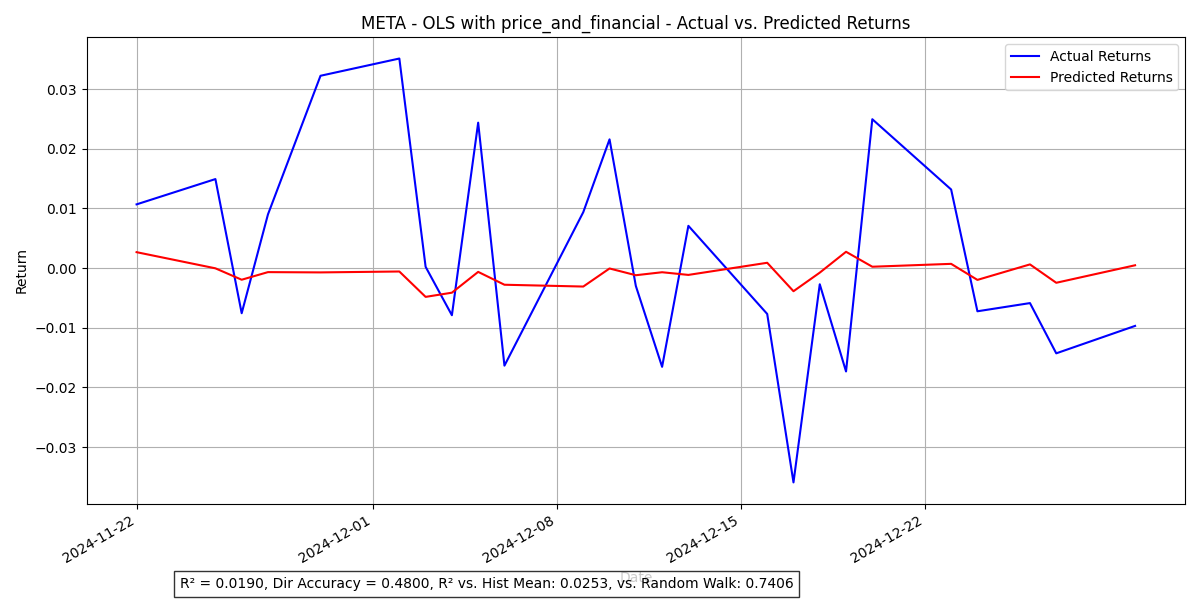 META - OLS with price_and_financial - Actual vs. Predicted Returns
Actual Returns
Predicted Returns
Return
0.03
0.02
0.01
0.00
−0.01
−0.02
−0.03
2024-11-22
2024-12-01
2024-12-08
2024-12-15
2024-12-22
Date
R² = 0.0190, Dir Accuracy = 0.4800, R² vs. Hist Mean: 0.0253, vs. Random Walk: 0.7406